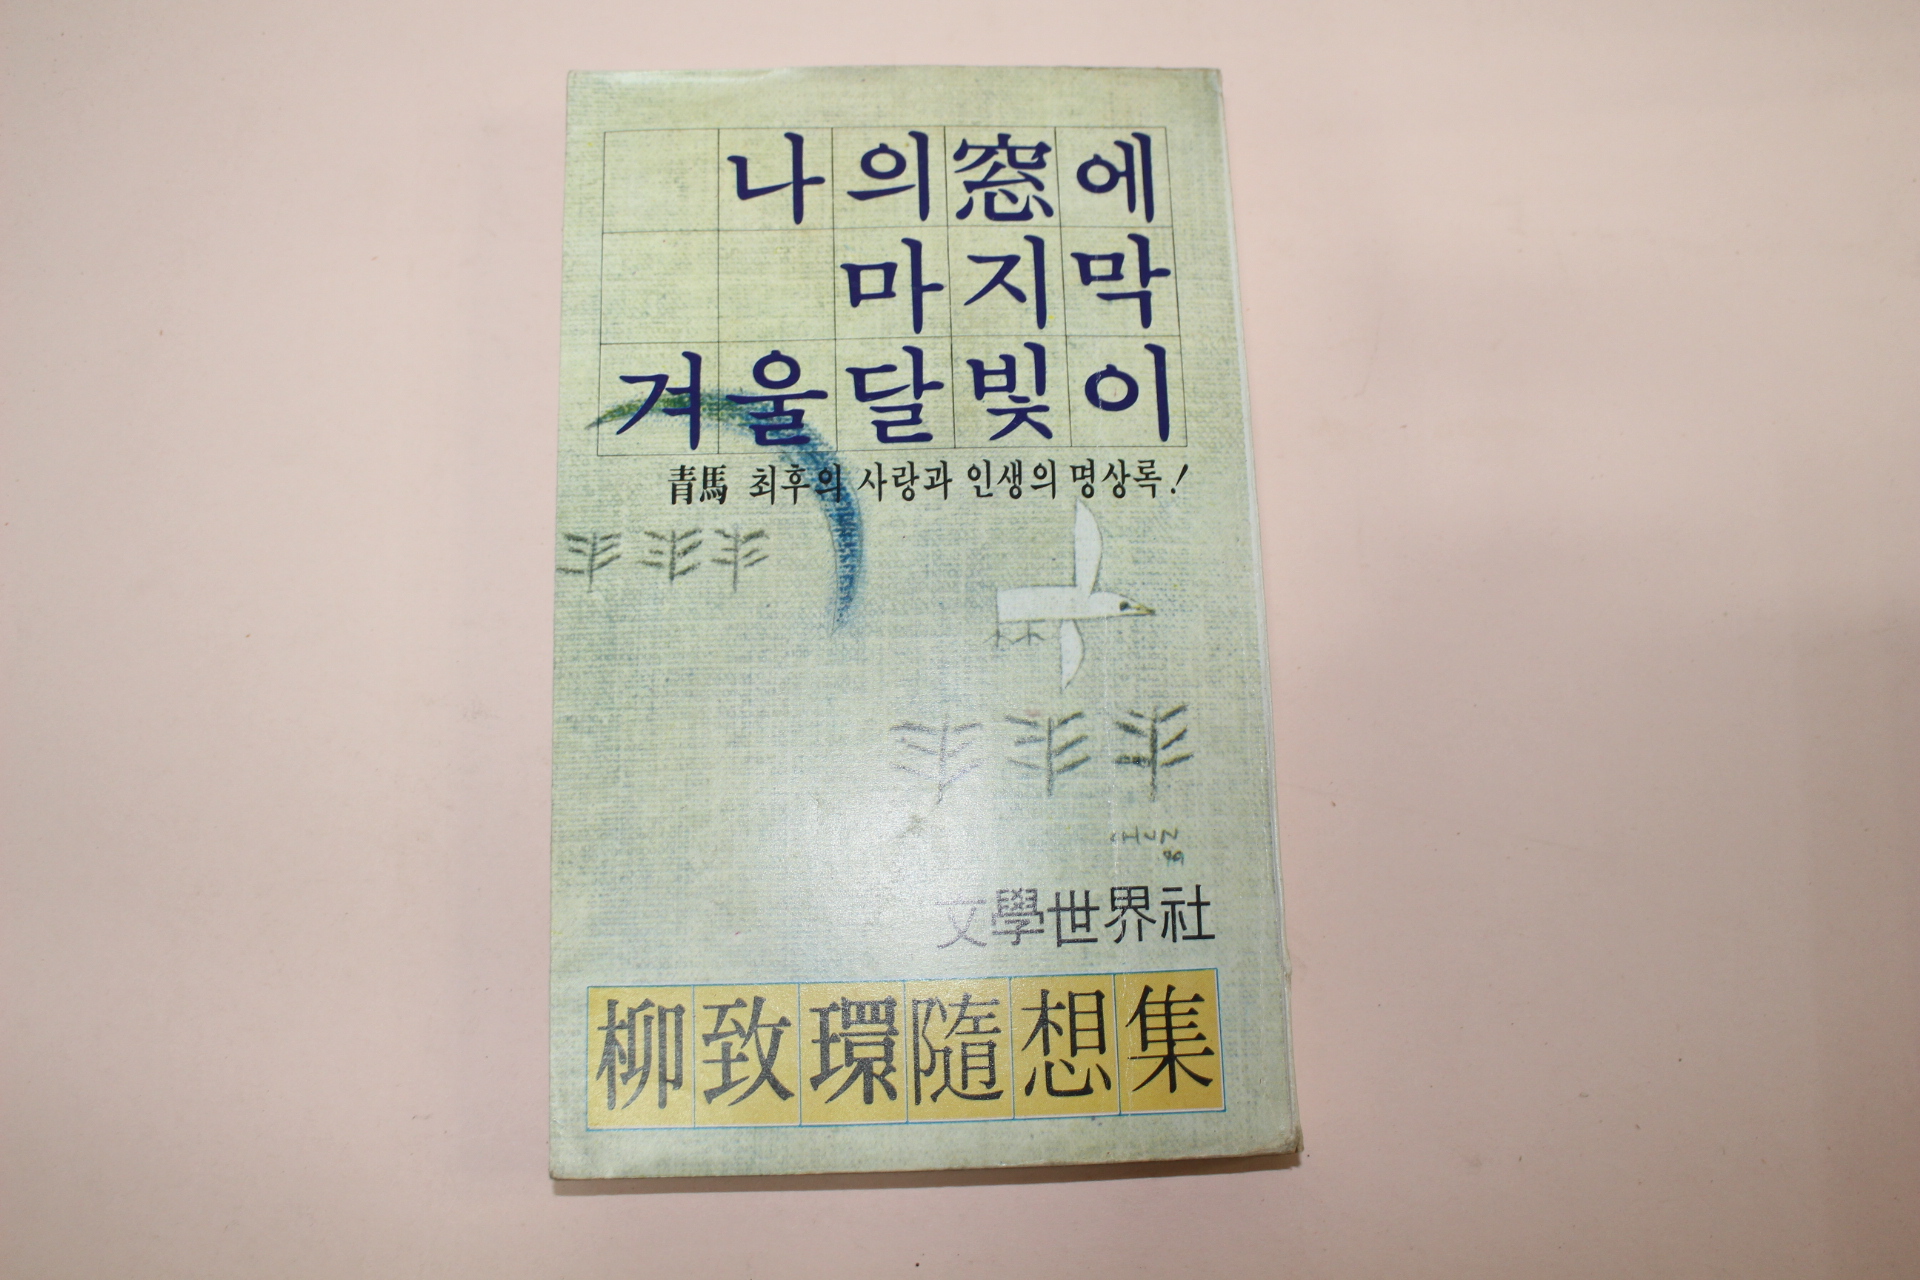 나의窓에
마지막
겨울달빛이
青馬 최후의 사랑과 인생의 명상록!
文學世界社
柳致環隨想集